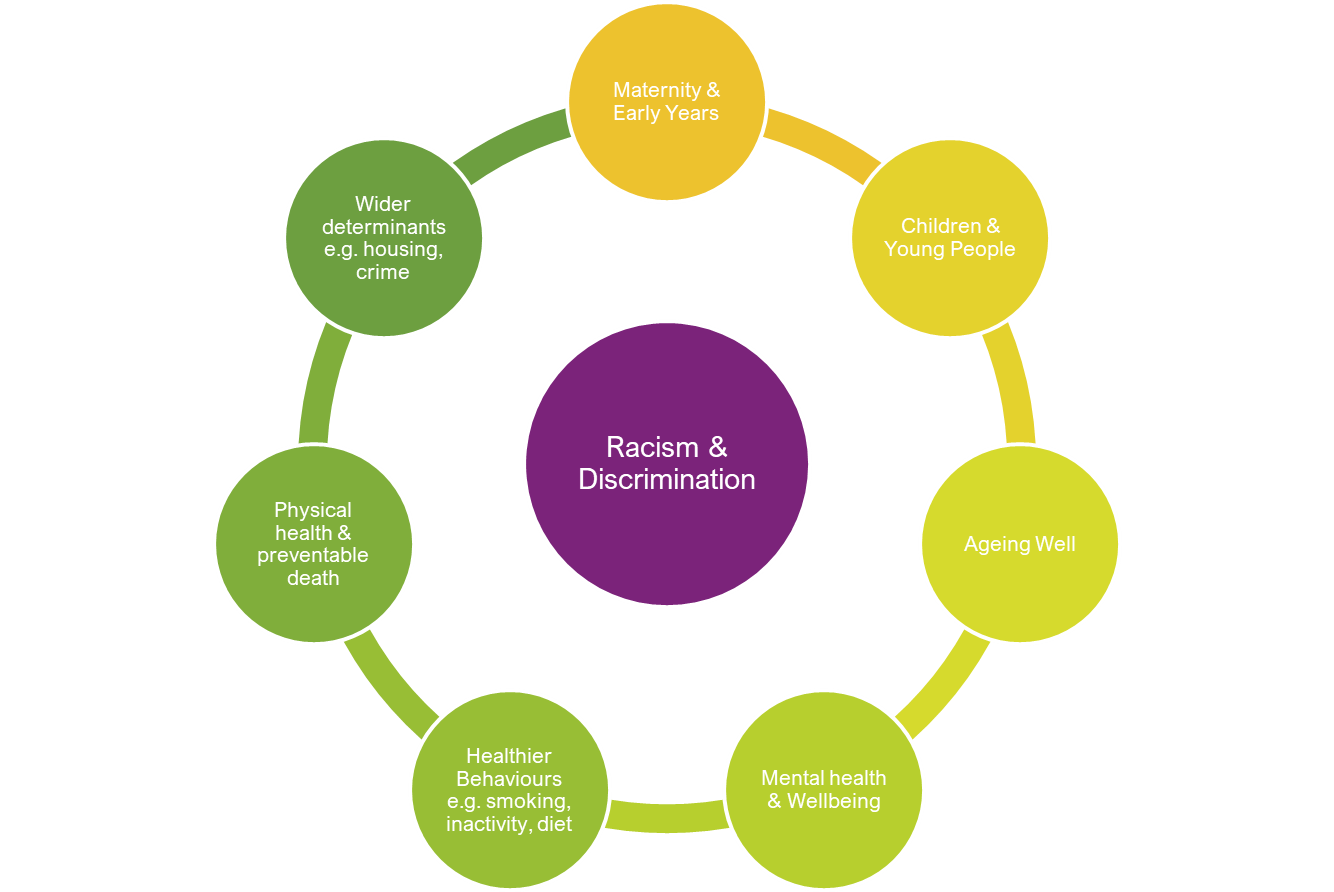 Maternity &
Early Years
Children &
Young People
Ageing Well
Mental health
& Wellbeing
Healthier
Behaviours
e.g. smoking,
inactivity, diet
Physical
health &
preventable
death
Wider
determinants
e.g. housing,
crime
Racism &
Discrimination